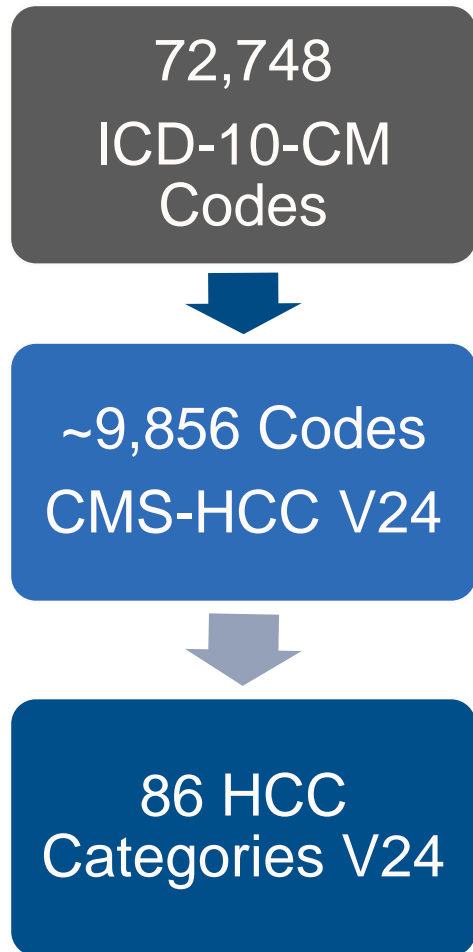 72,748
ICD-10-CM
Codes
~9,856 Codes
CMS-HCC V24
86 HCC
Categories V24